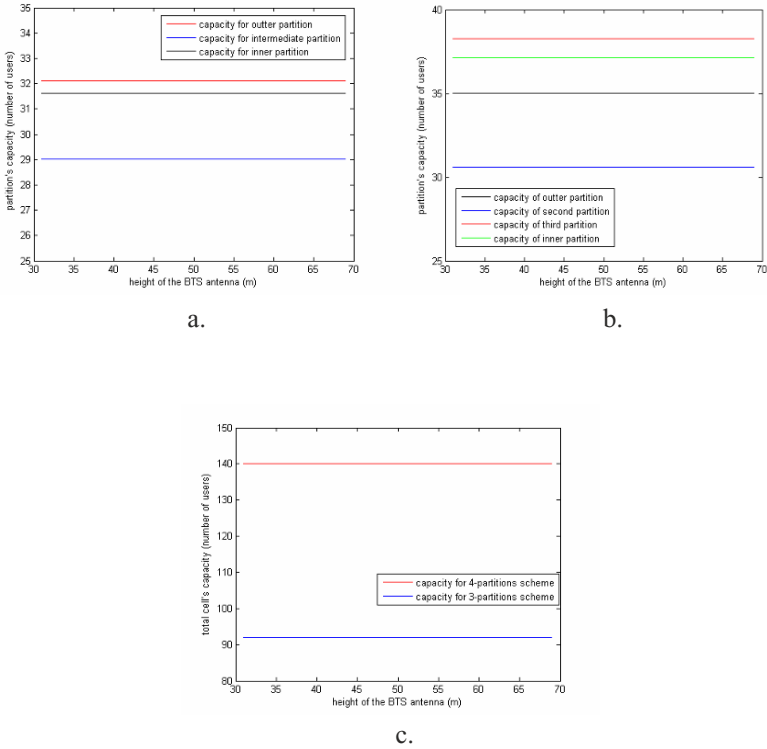 35
34
33
32
31
30
29
28
27
26
25
partition's capacity (number of users)
capacity for outter partition
capacity for intermediate partition
capacity for inner partition
30 35 40 45 50 55 60 65 70
height of the BTS antenna (m)
a.
40
35
30
25
partition's capacity (number of users)
capacity of outter partition
capacity of second partition
capacity of third partition
capacity of inner partition
30 35 40 45 50 55 60 65 70
height of the BTS antenna (m)
b.
150
140
130
120
110
100
90
80
total cell's capacity (number of users)
capacity for 4-partitions scheme
capacity for 3-partitions scheme
30 35 40 45 50 55 60 65 70
height of the BTS antenna (m)
c.